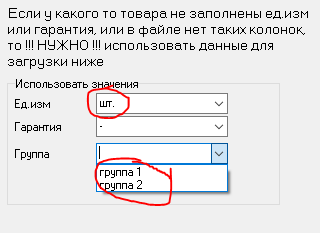 Если у какого то товара не заполнены ед.изм
или гарантия, или в файле нет таких колонок,
то !!! НУЖНО !!! использовать данные для
загрузки ниже
Использовать значения
Ед.изм шт.
Гарантия -
Группа
группа 1
группа 2